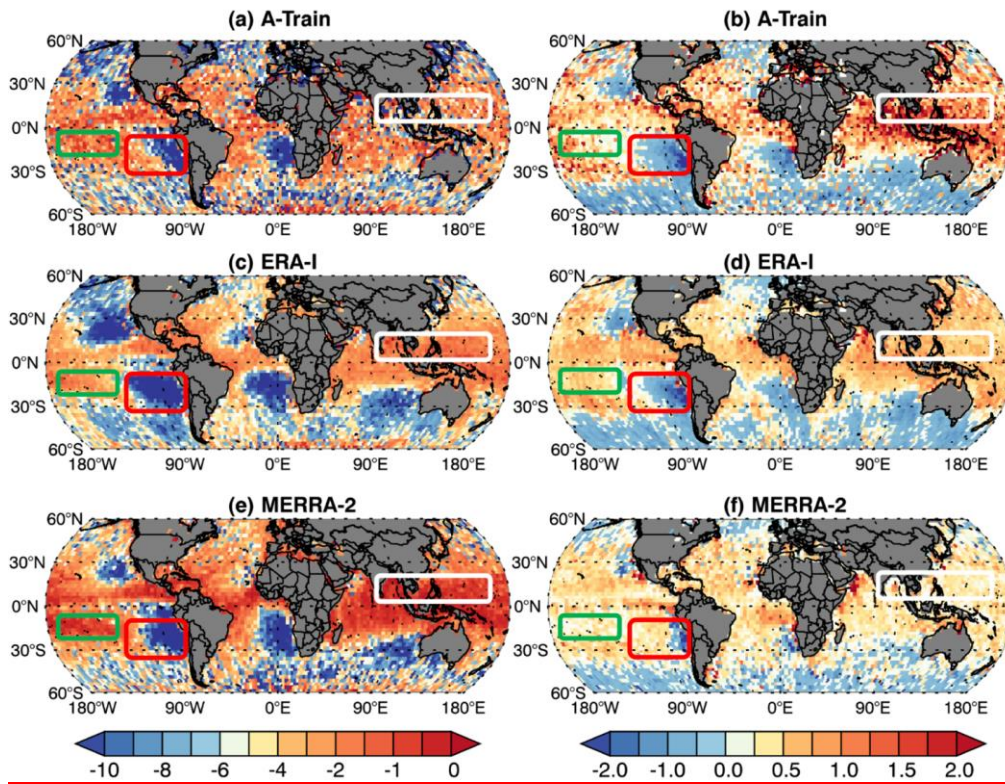 (a) A-Train
(b) A-Train
60°N
30°N
0°N
30°S
60°S
180°W 90°W 0°E 90°E 180°E
60°N
30°N
0°N
30°S
60°S
180°W 90°W 0°E 90°E 180°E
(c) ERA-I
(d) ERA-I
60°N
30°N
0°N
30°S
60°S
180°W 90°W 0°E 90°E 180°E
60°N
30°N
0°N
30°S
60°S
180°W 90°W 0°E 90°E 180°E
(e) MERRA-2
(f) MERRA-2
60°N
30°N
0°N
30°S
60°S
180°W 90°W 0°E 90°E 180°E
60°N
30°N
0°N
30°S
60°S
180°W 90°W 0°E 90°E 180°E
-10 -8 -6 -4 -2 -1 0
-2.0 -1.0 0.0 0.5 1.0 1.5 2.0